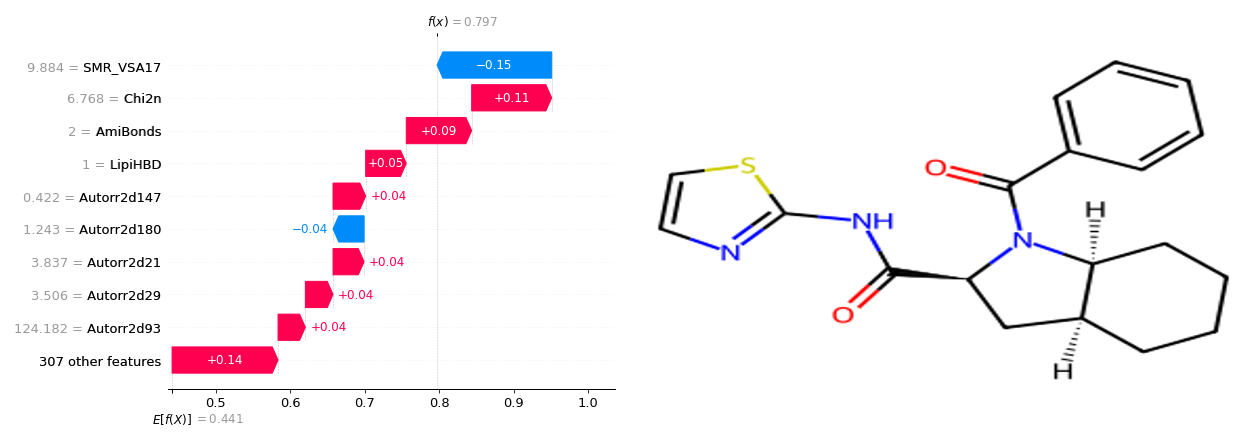 f(x) = 0.797
9.884 = SMR_VSA17
−0.15
6.768 = Chi2n
+0.11
2 = AmiBonds
+0.09
1 = LipiHBD
+0.05
0.422 = Autorr2d147
+0.04
1.243 = Autorr2d180
−0.04
3.837 = Autorr2d21
+0.04
3.506 = Autorr2d29
+0.04
124.182 = Autorr2d93
+0.04
307 other features
+0.14
0.5 0.6 0.7 0.8 0.9 1.0
E[f(X)] = 0.441
S
O
H
NH
N
N
O
H